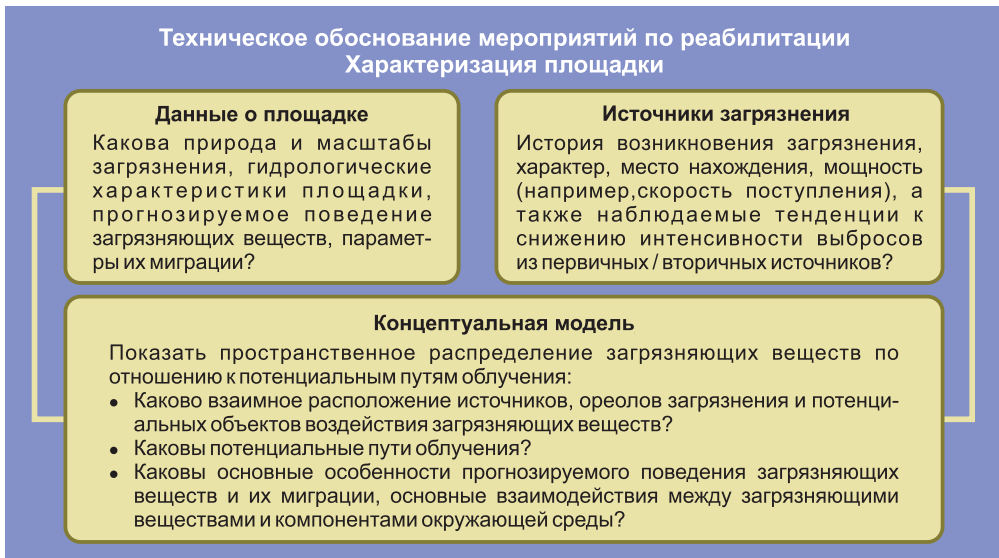 Техническое обоснование мероприятий по реабилитации
Характеризация площадки
Данные о площадке
Какова природа и масштабы
загрязнения, гидрологические
характеристики площадки,
прогнозируемое поведение
загрязняющих веществ, парамет-
ры их миграции?
Источники загрязнения
История возникновения загрязнения,
характер, место нахождения, мощность
(например,скорость поступления), а
также наблюдаемые тенденции к
снижению интенсивности выбросов
из первичных / вторичных источников?
Концептуальная модель
Показать пространственное распределение загрязняющих веществ по
отношению к потенциальным путям облучения:
• Каково взаимное расположение источников, ореолов загрязнения и потенци-
альных объектов воздействия загрязняющих веществ?
• Каковы потенциальные пути облучения?
• Каковы основные особенности прогнозируемого поведения загрязняющих
веществ и их миграции, основные взаимодействия между загрязняющими
веществами и компонентами окружающей среды?